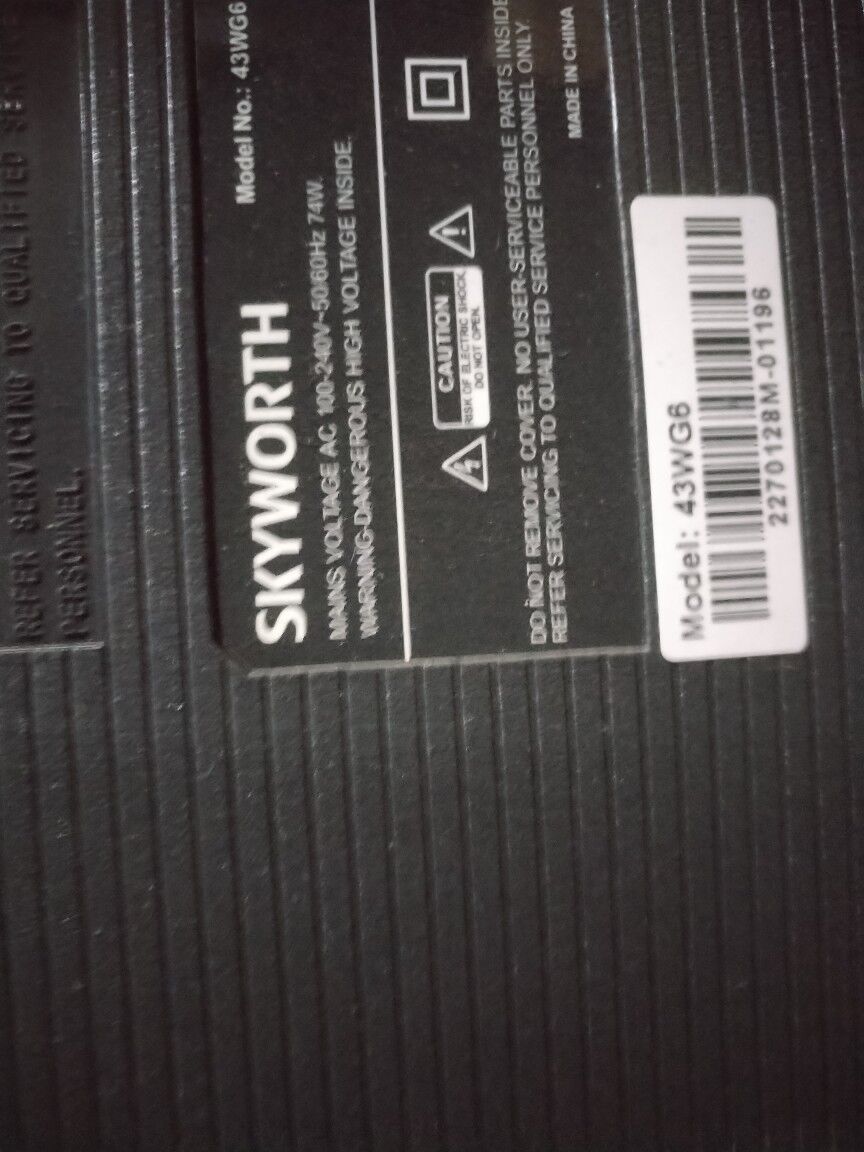 REFER SERVICING TO QUALIFIED
PERSONNEL.
SKYWORTH Model No.: 43WG6
MAINS VOLTAGE AC 100-240V~50/60Hz 74W.
WARNING-DANGEROUS HIGH VOLTAGE INSIDE.
CAUTION
RISK OF ELECTRIC SHOCK
DO NOT OPEN.
DO NOT REMOVE COVER. NO USER-SERVICEABLE PARTS INSIDE
REFER SERVICING TO QUALIFIED SERVICE PERSONNEL ONLY.
MADE IN CHINA
Model: 43WG6
2270128M-01196